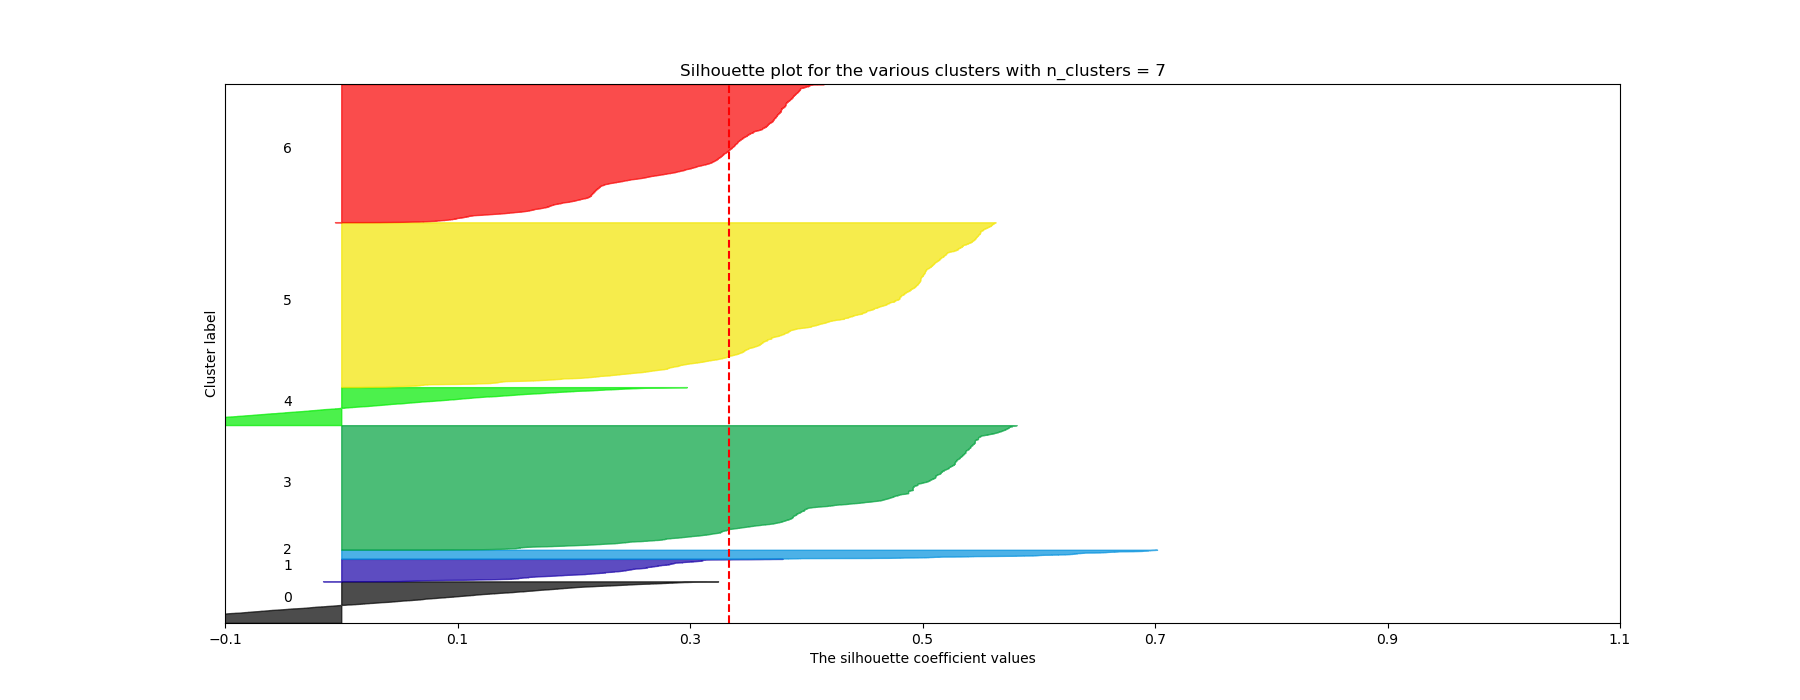 Silhouette plot for the various clusters with n_clusters = 7
Cluster label
6
5
4
3
2
1
0
−0.1 0.1 0.3 0.5 0.7 0.9 1.1
The silhouette coefficient values